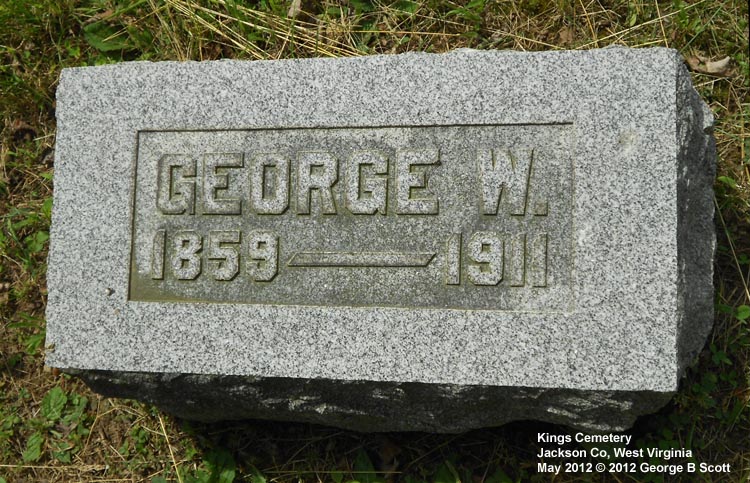 GEORGE W.
1859 — 1911
Kings Cemetery
Jackson Co, West Virginia
May 2012 © 2012 George B Scott